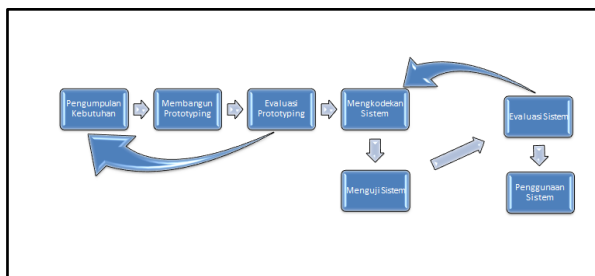 Pengumpulan
Kebutuhan
Membangun
Prototyping
Evaluasi
Prototyping
Mengkodekan
Sistem
Menguji Sistem
Evaluasi Sistem
Penggunaan
Sistem